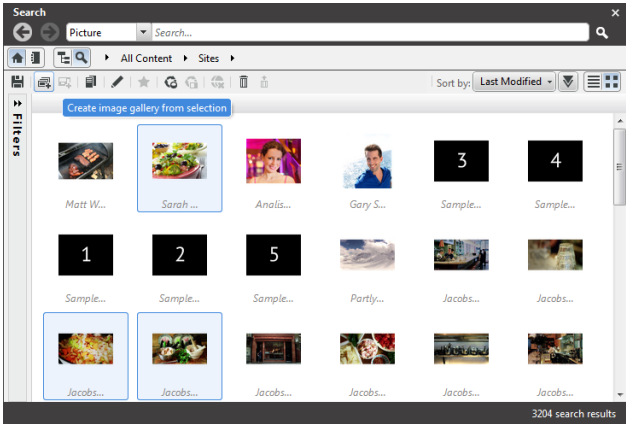 Search
Picture
Search...
All Content
Sites
Sort by:
Last Modified
Create image gallery from selection
Filters
3
4
Matt W...
Sarah ...
Analis...
Gary S...
Sample...
Sample...
1
2
5
Sample...
Sample...
Sample...
Partly...
Jacobs...
Jacobs...
Jacobs...
Jacobs...
Jacobs...
Jacobs...
Jacobs...
Jacobs...
3204 search results